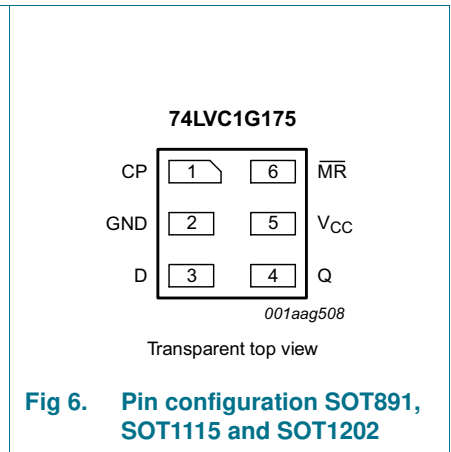 74LVC1G175
CP 1 6 M̅R̅
GND 2 5 VCC
D 3 4 Q
001aag508
Transparent top view
Fig 6. Pin configuration SOT891,
SOT1115 and SOT1202